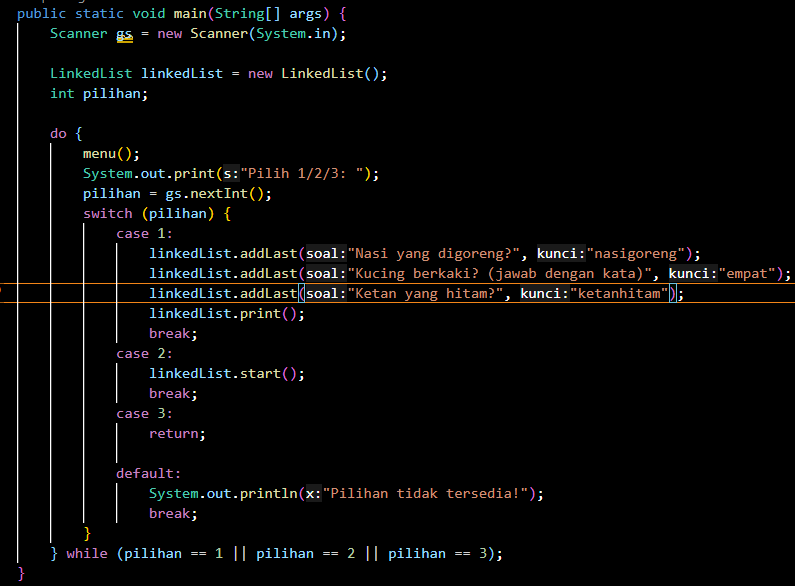 public static void main(String[] args) {
Scanner gs = new Scanner(System.in);
LinkedList linkedList = new LinkedList();
int pilihan;
do {
menu();
System.out.print(s:"Pilih 1/2/3: ");
pilihan = gs.nextInt();
switch (pilihan) {
case 1:
linkedList.addLast(soal:"Nasi yang digoreng?", kunci:"nasigoreng");
linkedList.addLast(soal:"Kucing berkaki? (jawab dengan kata)", kunci:"empat");
linkedList.addLast(soal:"Ketan yang hitam?", kunci:"ketanhitam");
linkedList.print();
break;
case 2:
linkedList.start();
break;
case 3:
return;
default:
System.out.println(x:"Pilihan tidak tersedia!");
break;
}
} while (pilihan == 1 || pilihan == 2 || pilihan == 3);
}